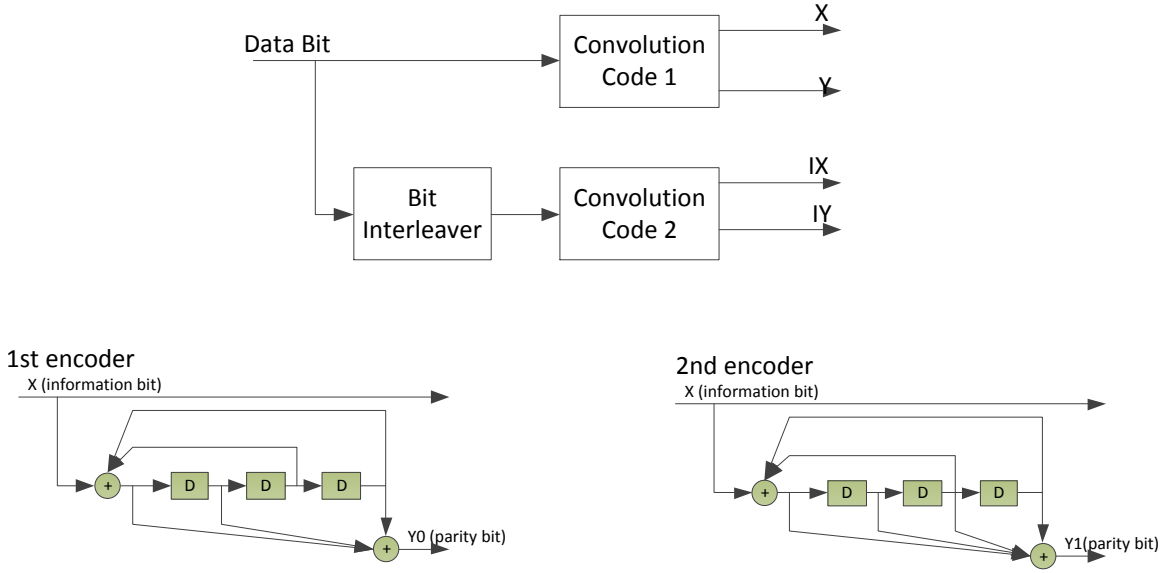 X
Data Bit
Convolution
Code 1
Y
IX
Bit
Interleaver
Convolution
Code 2
IY
1st encoder
X (information bit)
+
D
D
D
+
Y0 (parity bit)
2nd encoder
X (information bit)
+
D
D
D
+
Y1(parity bit)